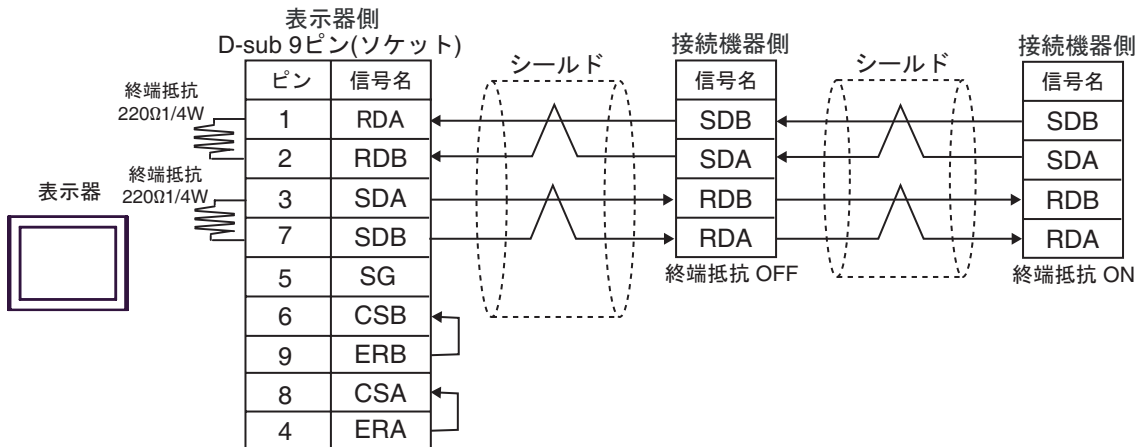 表示器側
D-sub 9ピン(ソケット)
ピン 信号名
1 RDA
2 RDB
3 SDA
7 SDB
5 SG
6 CSB
9 ERB
8 CSA
4 ERA
終端抵抗
220Ω1/4W
終端抵抗
220Ω1/4W
表示器
シールド
接続機器側
信号名
SDB
SDA
RDB
RDA
終端抵抗 OFF
シールド
接続機器側
信号名
SDB
SDA
RDB
RDA
終端抵抗 ON